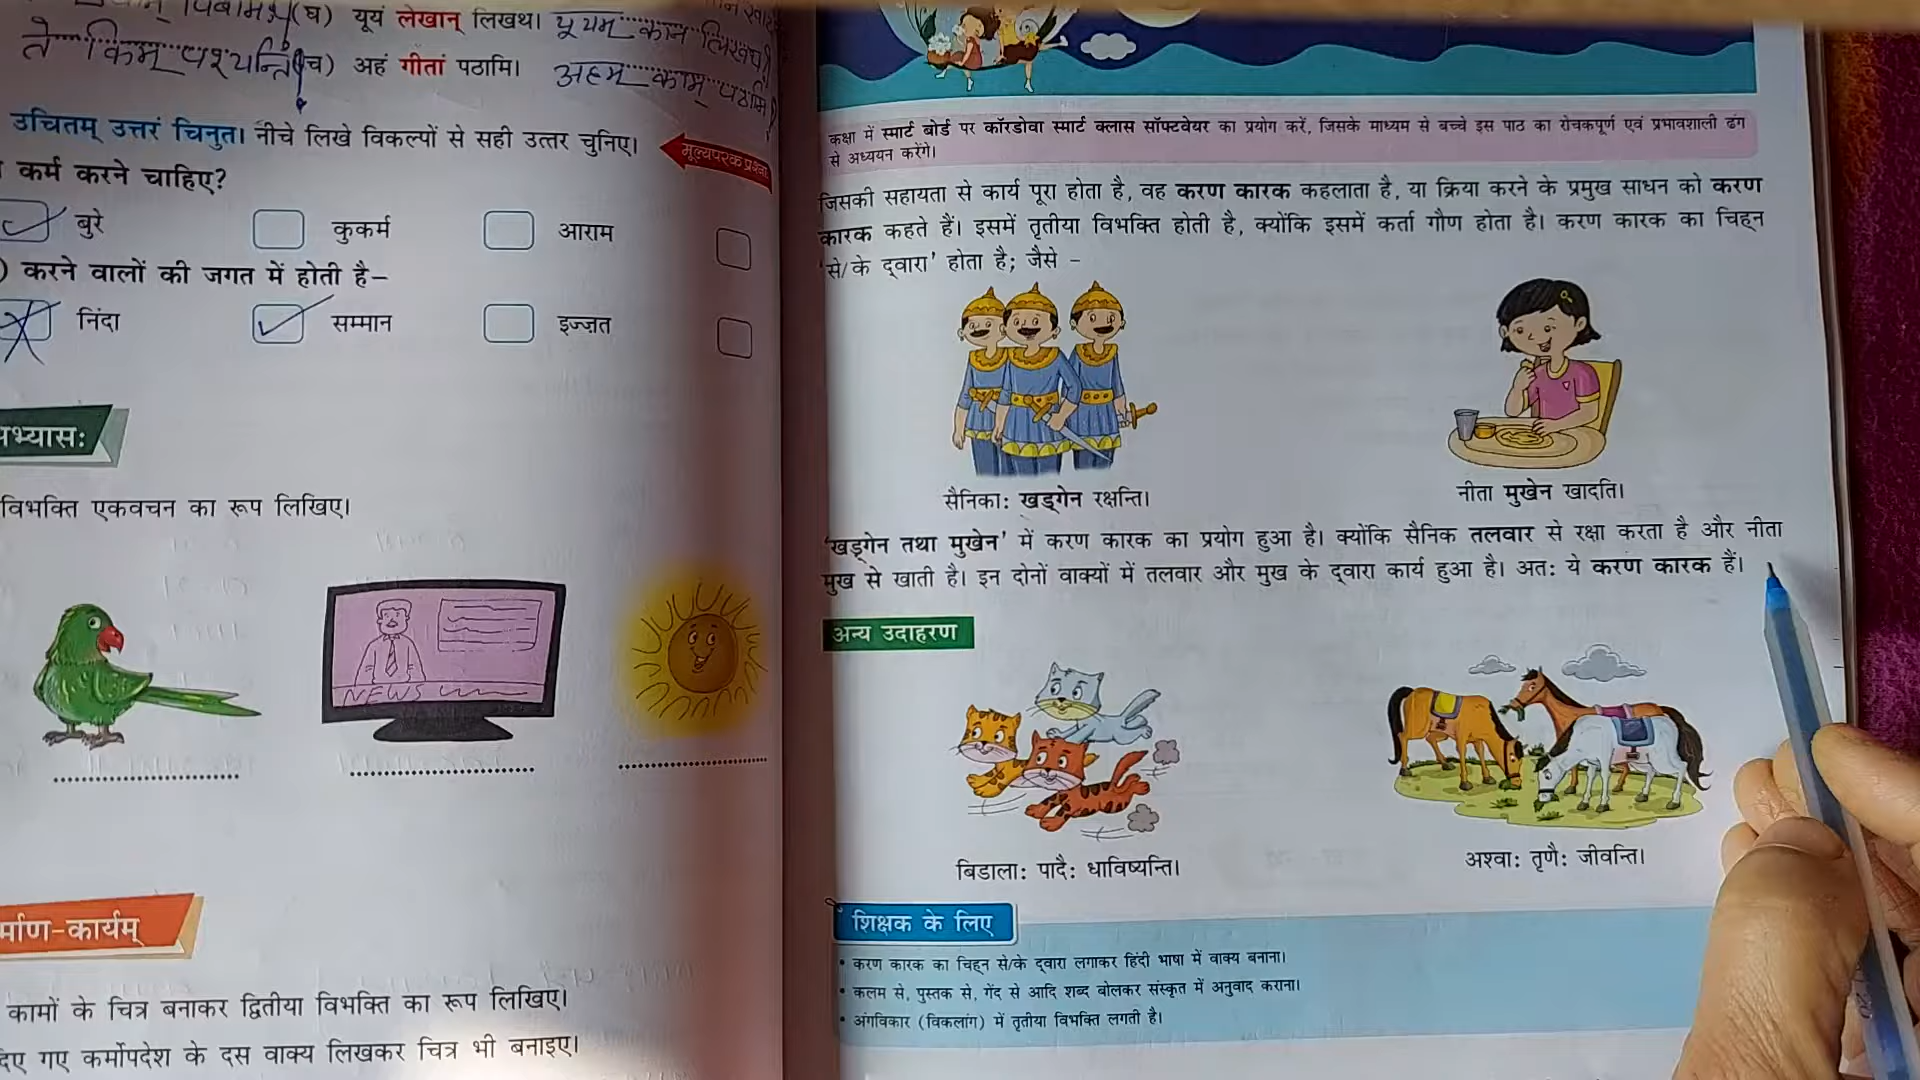 (घ) यूयं लेखान् लिखथ। यूयम् कान् लिखथ।
ते किम् पश्यन्ति।
(च) अहं गीतां पठामि। अहम् काम् पठामि
उचितम् उत्तरं चिनुत। नीचे लिखे विकल्पों से सही उत्तर चुनिए।
मूल्यपरक प्रश्नाः
कर्म करने चाहिए?
बुरे कुकर्म आराम
) करने वालों की जगत में होती है–
निंदा सम्मान इज्ज़त
भ्यासः
विभक्ति एकवचन का रूप लिखिए।
NEWS
र्माण-कार्यम्
कामों के चित्र बनाकर द्वितीया विभक्ति का रूप लिखिए।
दिए गए कर्मोपदेश के दस वाक्य लिखकर चित्र भी बनाइए।
कक्षा में स्मार्ट बोर्ड पर कॉरडोवा स्मार्ट क्लास सॉफ्टवेयर का प्रयोग करें, जिसके माध्यम से बच्चे इस पाठ का रोचकपूर्ण एवं प्रभावशाली ढंग
से अध्ययन करेंगे।
जिसकी सहायता से कार्य पूरा होता है, वह करण कारक कहलाता है, या क्रिया करने के प्रमुख साधन को करण
कारक कहते हैं। इसमें तृतीया विभक्ति होती है, क्योंकि इसमें कर्ता गौण होता है। करण कारक का चिह्न
'से/के द्वारा' होता है; जैसे –
सैनिकाः खड्गेन रक्षन्ति।
नीता मुखेन खादति।
'खड्गेन तथा मुखेन' में करण कारक का प्रयोग हुआ है। क्योंकि सैनिक तलवार से रक्षा करता है और नीता
मुख से खाती है। इन दोनों वाक्यों में तलवार और मुख के द्वारा कार्य हुआ है। अतः ये करण कारक हैं।
अन्य उदाहरण
बिडालाः पादैः धाविष्यन्ति।
अश्वाः तृणैः जीवन्ति।
शिक्षक के लिए
• करण कारक का चिह्न से/के द्वारा लगाकर हिंदी भाषा में वाक्य बनाना।
• कलम से, पुस्तक से, गेंद से आदि शब्द बोलकर संस्कृत में अनुवाद कराना।
• अंगविकार (विकलांग) में तृतीया विभक्ति लगती है।